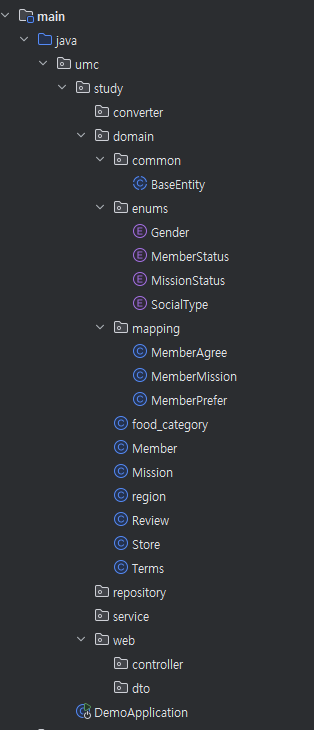 main
java
umc
study
converter
domain
common
BaseEntity
enums
Gender
MemberStatus
MissionStatus
SocialType
mapping
MemberAgree
MemberMission
MemberPrefer
food_category
Member
Mission
region
Review
Store
Terms
repository
service
web
controller
dto
DemoApplication